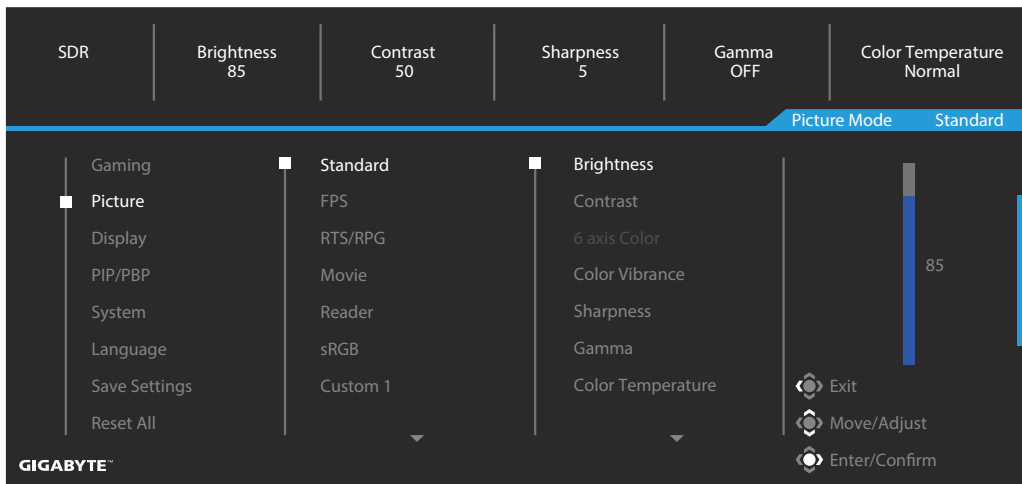 SDR
Brightness
85
Contrast
50
Sharpness
5
Gamma
OFF
Color Temperature
Normal
Picture Mode Standard
Gaming
Picture
Display
PIP/PBP
System
Language
Save Settings
Reset All
Standard
FPS
RTS/RPG
Movie
Reader
sRGB
Custom 1
Brightness
Contrast
6 axis Color
Color Vibrance
Sharpness
Gamma
Color Temperature
85
Exit
Move/Adjust
Enter/Confirm
GIGABYTE™